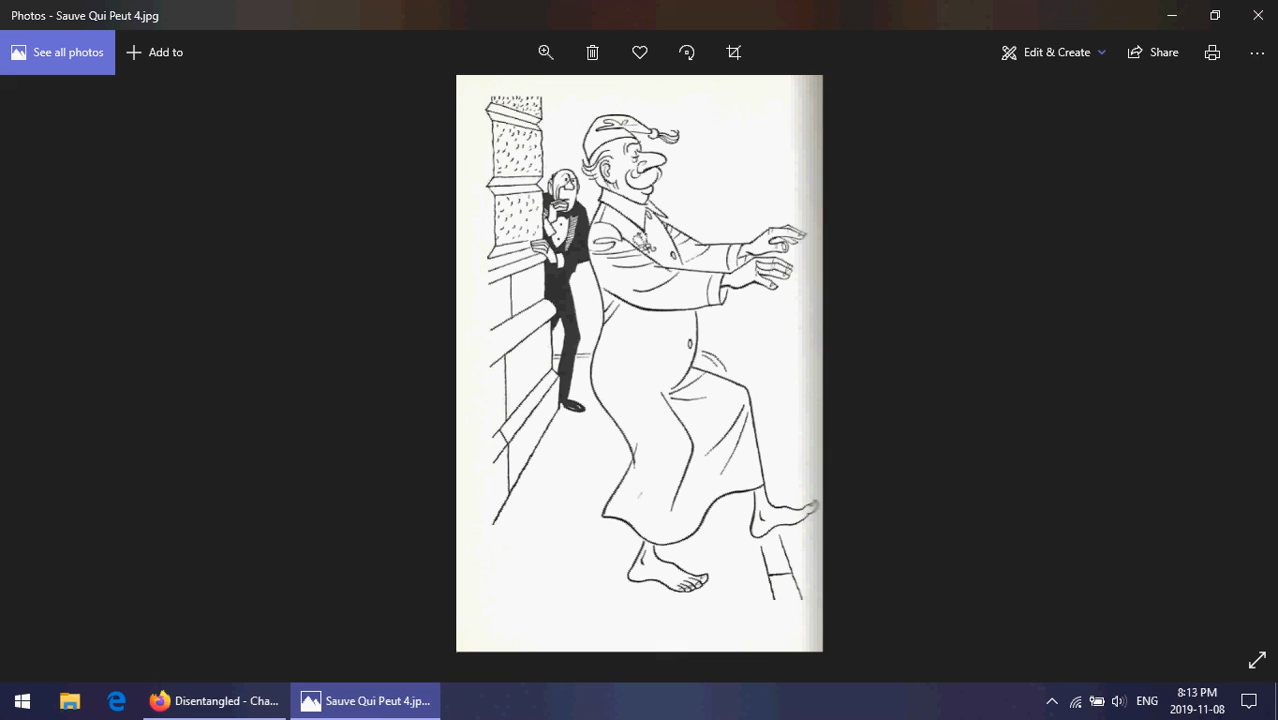 Photos - Sauve Qui Peut 4.jpg
See all photos
Add to
Edit & Create
Share
Disentangled - Cha...
Sauve Qui Peut 4.jp...
ENG
8:13 PM
2019-11-08